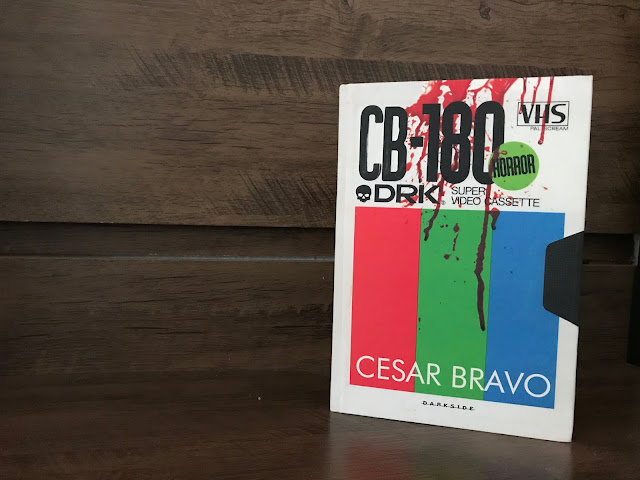 CB-180
VHS
PAL/SCREAM
HORROR
DRK
SUPER
VIDEO CASSETTE
CESAR BRAVO
DARKSIDE